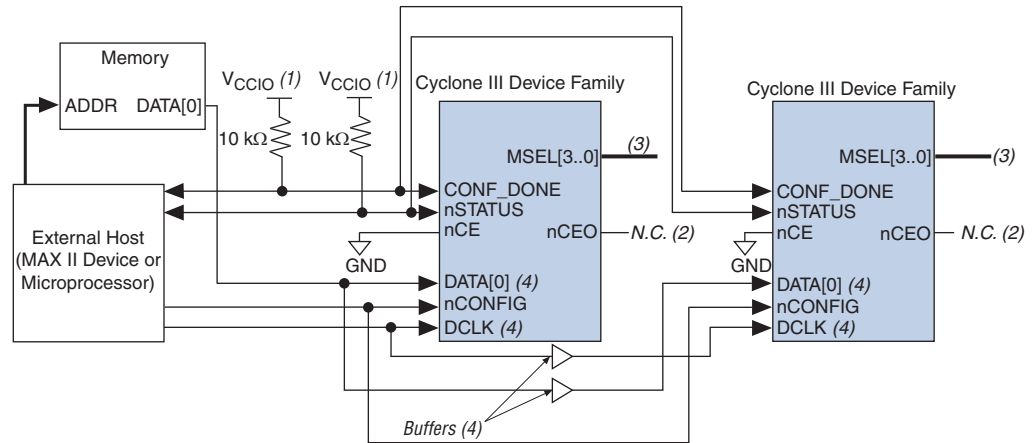 Memory
ADDR DATA[0]
VCCIO (1)
VCCIO (1)
10 kΩ
10 kΩ
Cyclone III Device Family
MSEL[3..0]
(3)
CONF_DONE
nSTATUS
nCE
nCEO
N.C. (2)
GND
DATA[0] (4)
nCONFIG
DCLK (4)
External Host
(MAX II Device or
Microprocessor)
Cyclone III Device Family
MSEL[3..0]
(3)
CONF_DONE
nSTATUS
nCE
nCEO
N.C. (2)
GND
DATA[0] (4)
nCONFIG
DCLK (4)
Buffers (4)